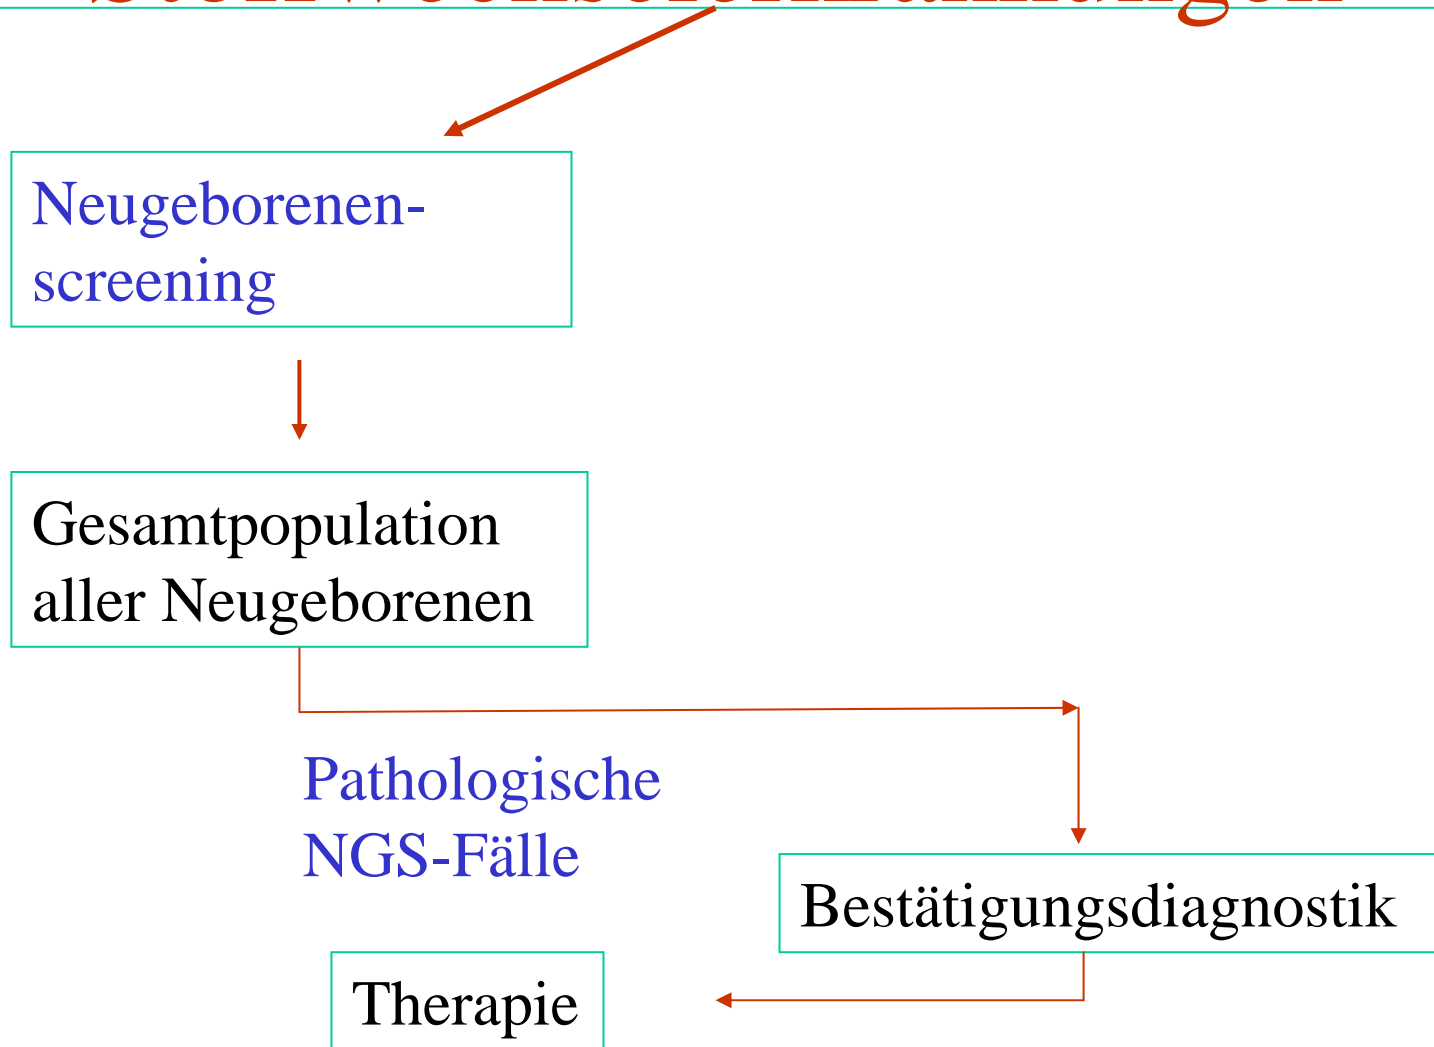 Neugeborenen-
screening
Gesamtpopulation
aller Neugeborenen
Pathologische
NGS-Fälle
Bestätigungsdiagnostik
Therapie